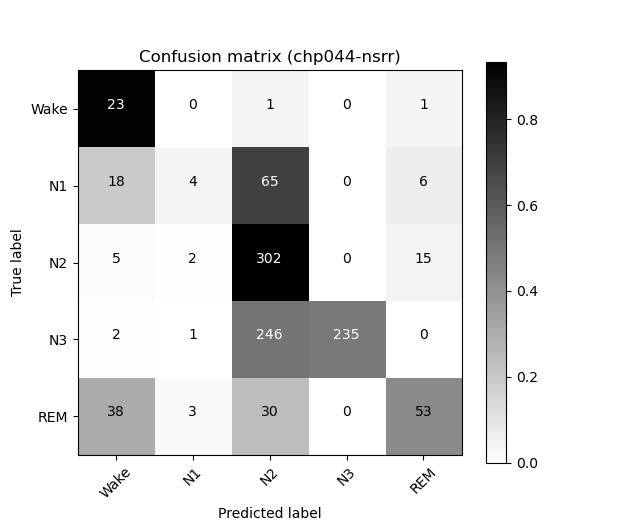 Confusion matrix (chp044-nsrr)
Wake 23 0 1 0 1
N1 18 4 65 0 6
N2 5 2 302 0 15
N3 2 1 246 235 0
REM 38 3 30 0 53
Wake N1 N2 N3 REM
True label
Predicted label
0.8
0.6
0.4
0.2
0.0